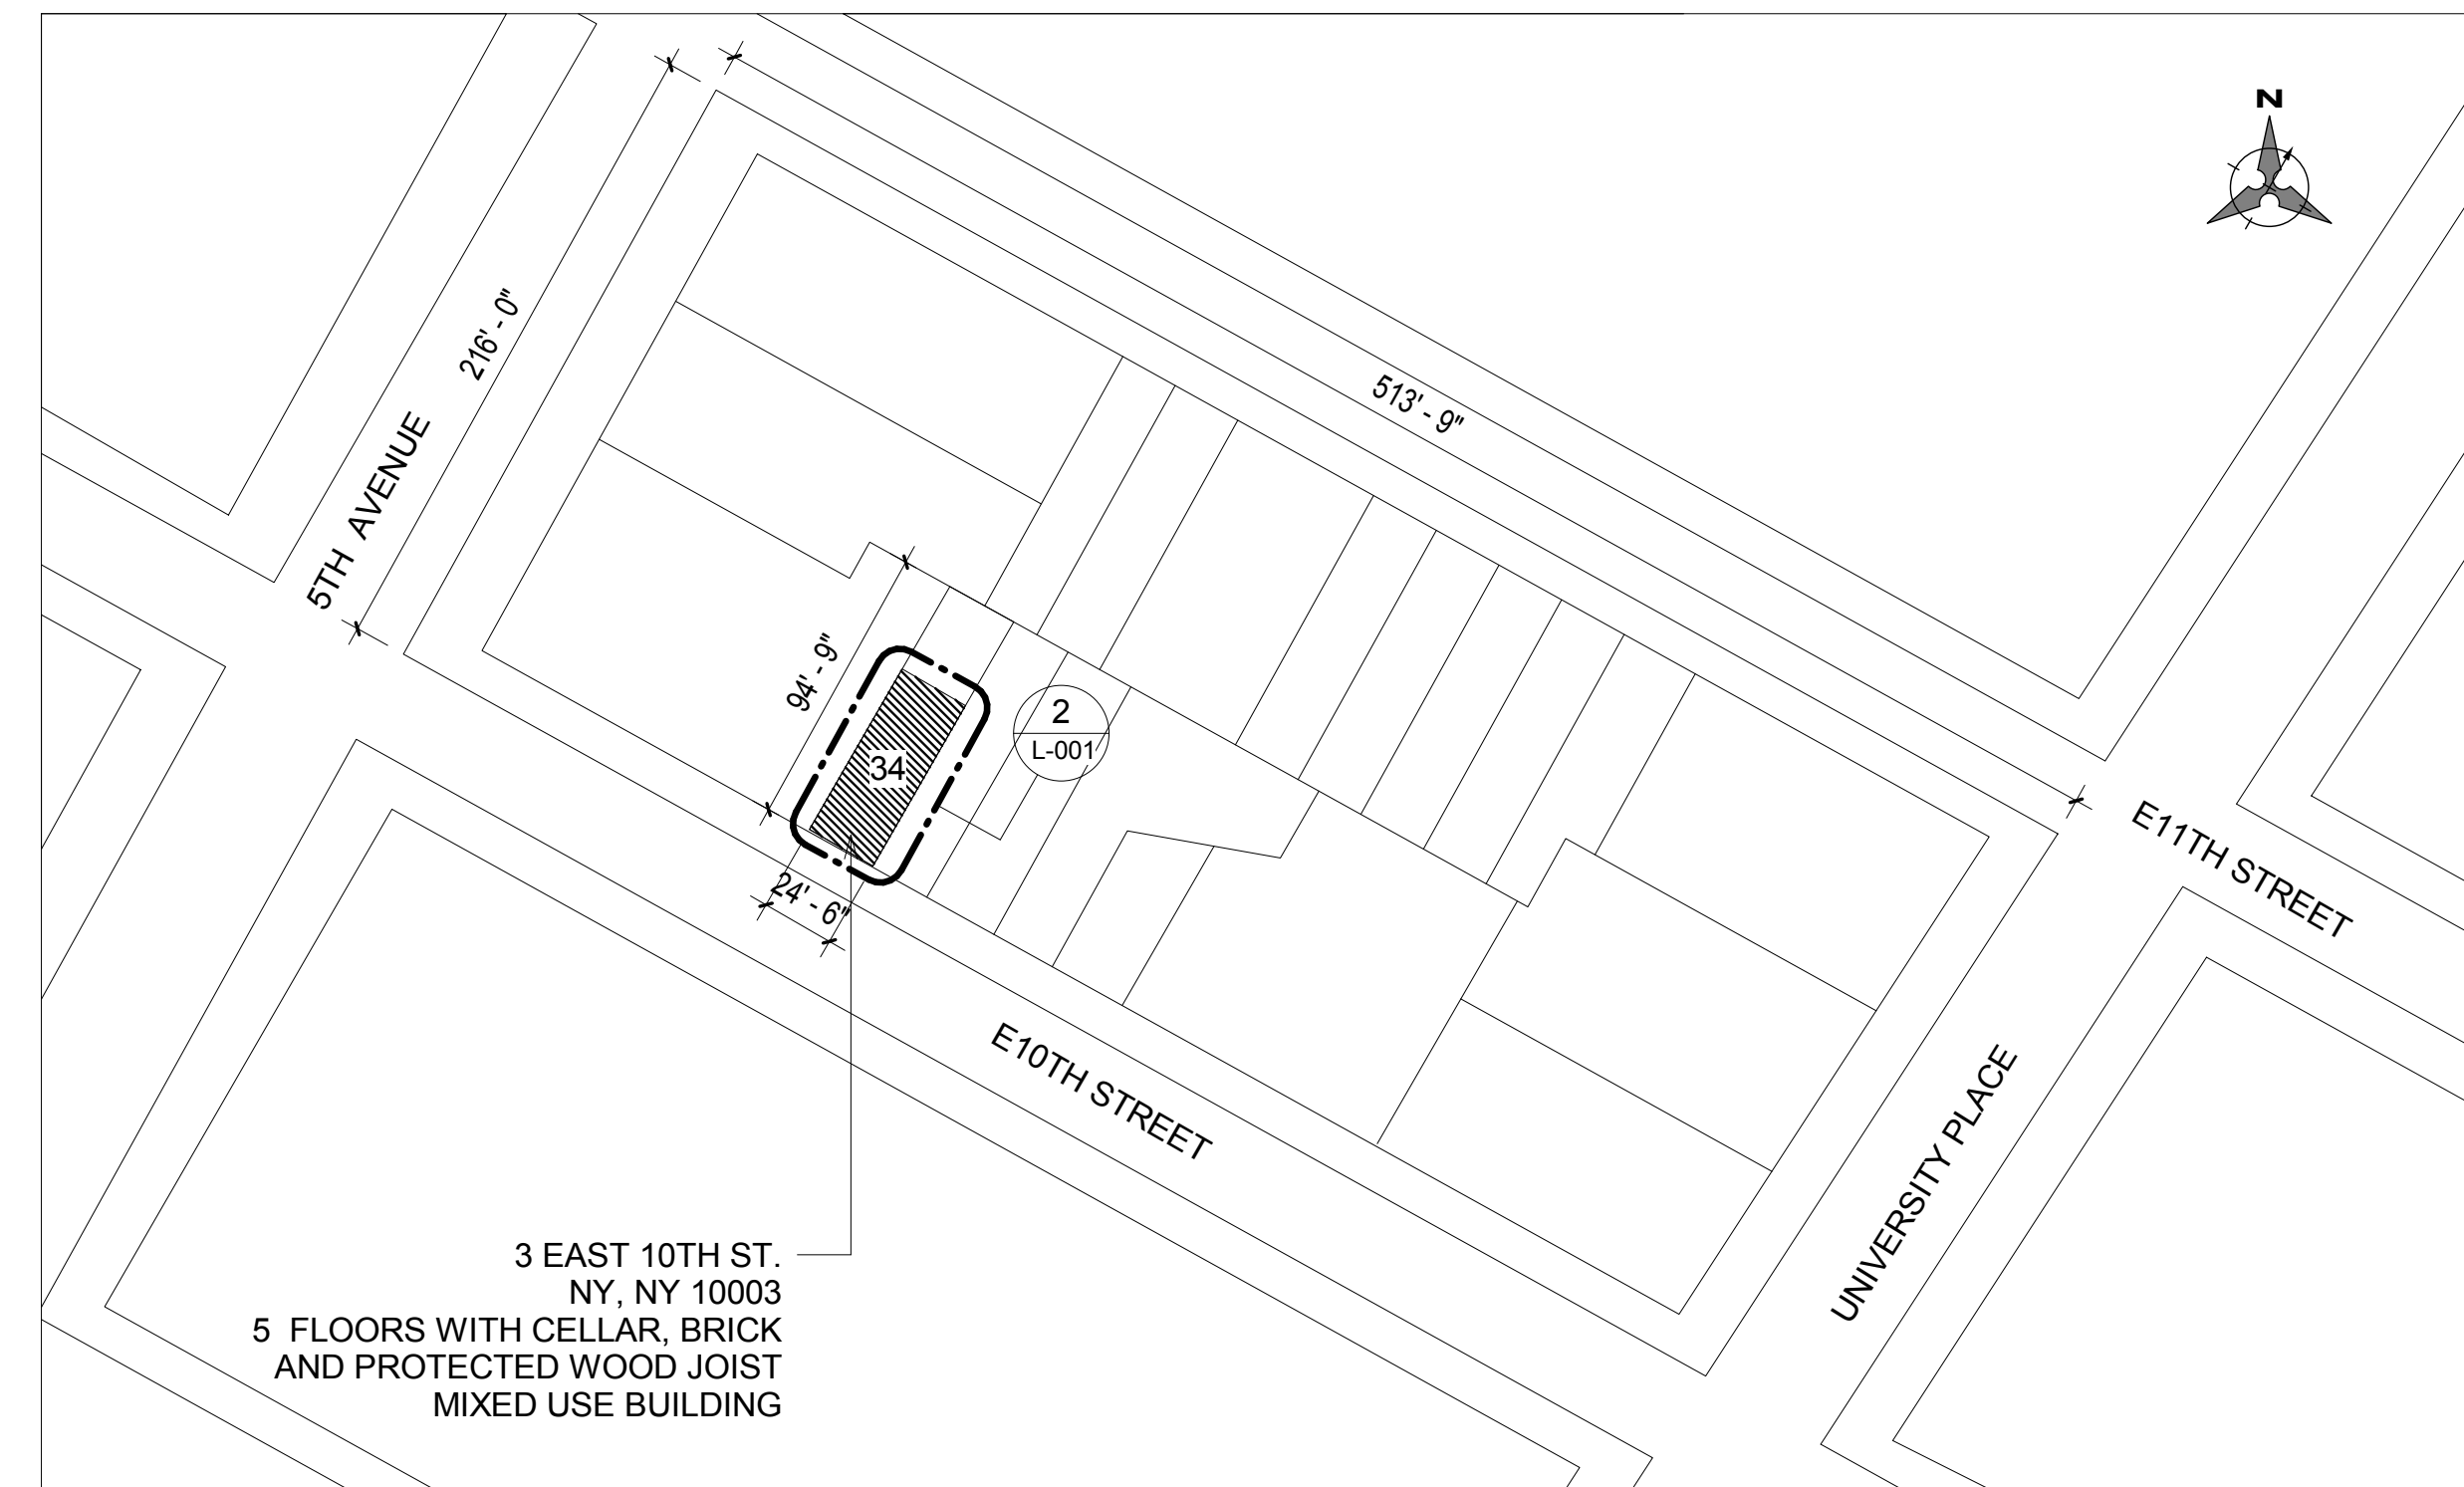 N
216' - 0"
513' - 9"
5TH AVENUE
94' - 9"
2
L-001
34
E11TH STREET
24' - 6"
E10TH STREET
UNIVERSITY PLACE
3 EAST 10TH ST.
NY, NY 10003
5 FLOORS WITH CELLAR, BRICK
AND PROTECTED WOOD JOIST
MIXED USE BUILDING